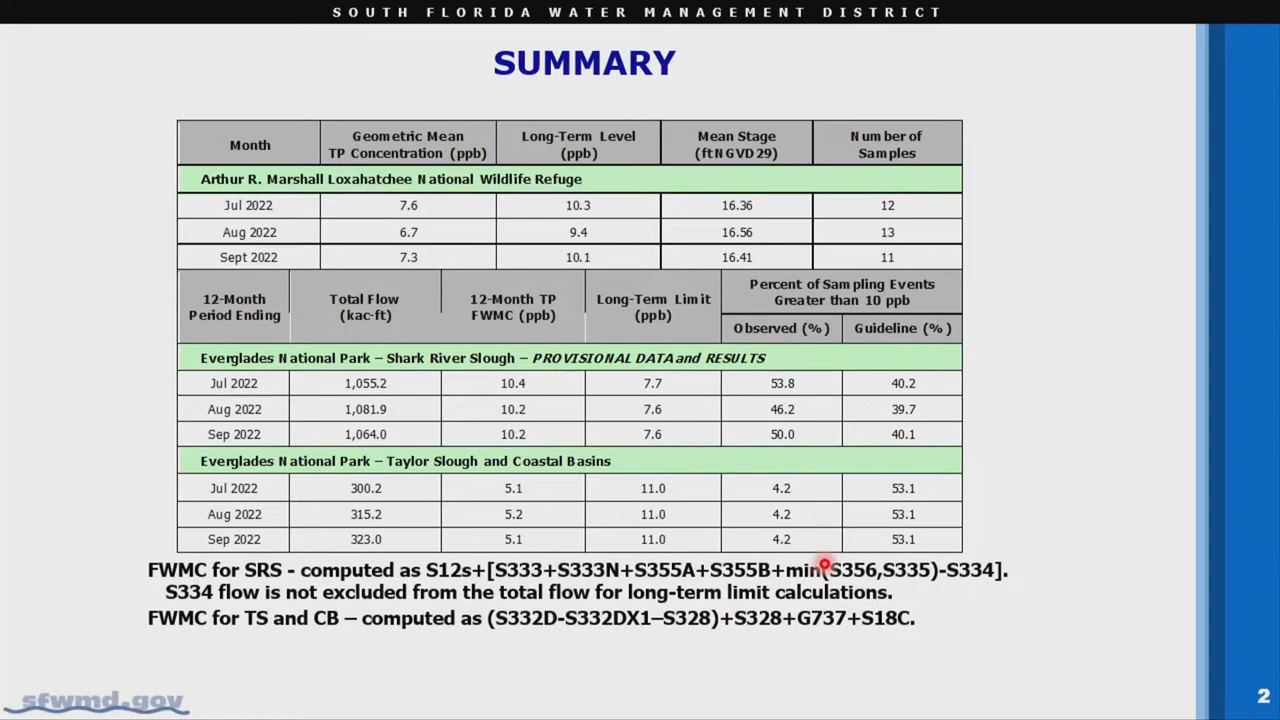 SOUTH FLORIDA WATER MANAGEMENT DISTRICT
SUMMARY
Month | Geometric Mean TP Concentration (ppb) | Long-Term Level (ppb) | Mean Stage (ft NGVD29) | Number of Samples
Arthur R. Marshall Loxahatchee National Wildlife Refuge
Jul 2022 | 7.6 | 10.3 | 16.36 | 12
Aug 2022 | 6.7 | 9.4 | 16.56 | 13
Sept 2022 | 7.3 | 10.1 | 16.41 | 11
12-Month Period Ending | Total Flow (kac-ft) | 12-Month TP FWMC (ppb) | Long-Term Limit (ppb) | Percent of Sampling Events Greater than 10 ppb
Observed (%) | Guideline (%)
Everglades National Park – Shark River Slough – PROVISIONAL DATA and RESULTS
Jul 2022 | 1,055.2 | 10.4 | 7.7 | 53.8 | 40.2
Aug 2022 | 1,081.9 | 10.2 | 7.6 | 46.2 | 39.7
Sep 2022 | 1,064.0 | 10.2 | 7.6 | 50.0 | 40.1
Everglades National Park – Taylor Slough and Coastal Basins
Jul 2022 | 300.2 | 5.1 | 11.0 | 4.2 | 53.1
Aug 2022 | 315.2 | 5.2 | 11.0 | 4.2 | 53.1
Sep 2022 | 323.0 | 5.1 | 11.0 | 4.2 | 53.1
FWMC for SRS - computed as S12s+[S333+S333N+S355A+S355B+min(S356,S335)-S334].
S334 flow is not excluded from the total flow for long-term limit calculations.
FWMC for TS and CB – computed as (S332D-S332DX1–S328)+S328+G737+S18C.
sfwmd.gov
2